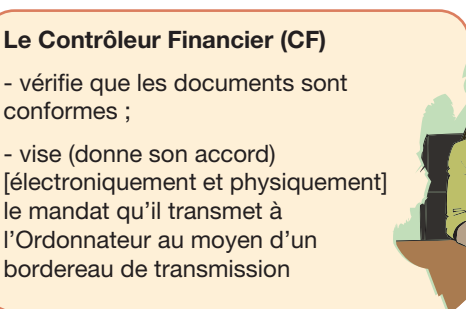 Le Contrôleur Financier (CF)
- vérifie que les documents sont
conformes ;
- vise (donne son accord)
[électroniquement et physiquement]
le mandat qu'il transmet à
l'Ordonnateur au moyen d'un
bordereau de transmission